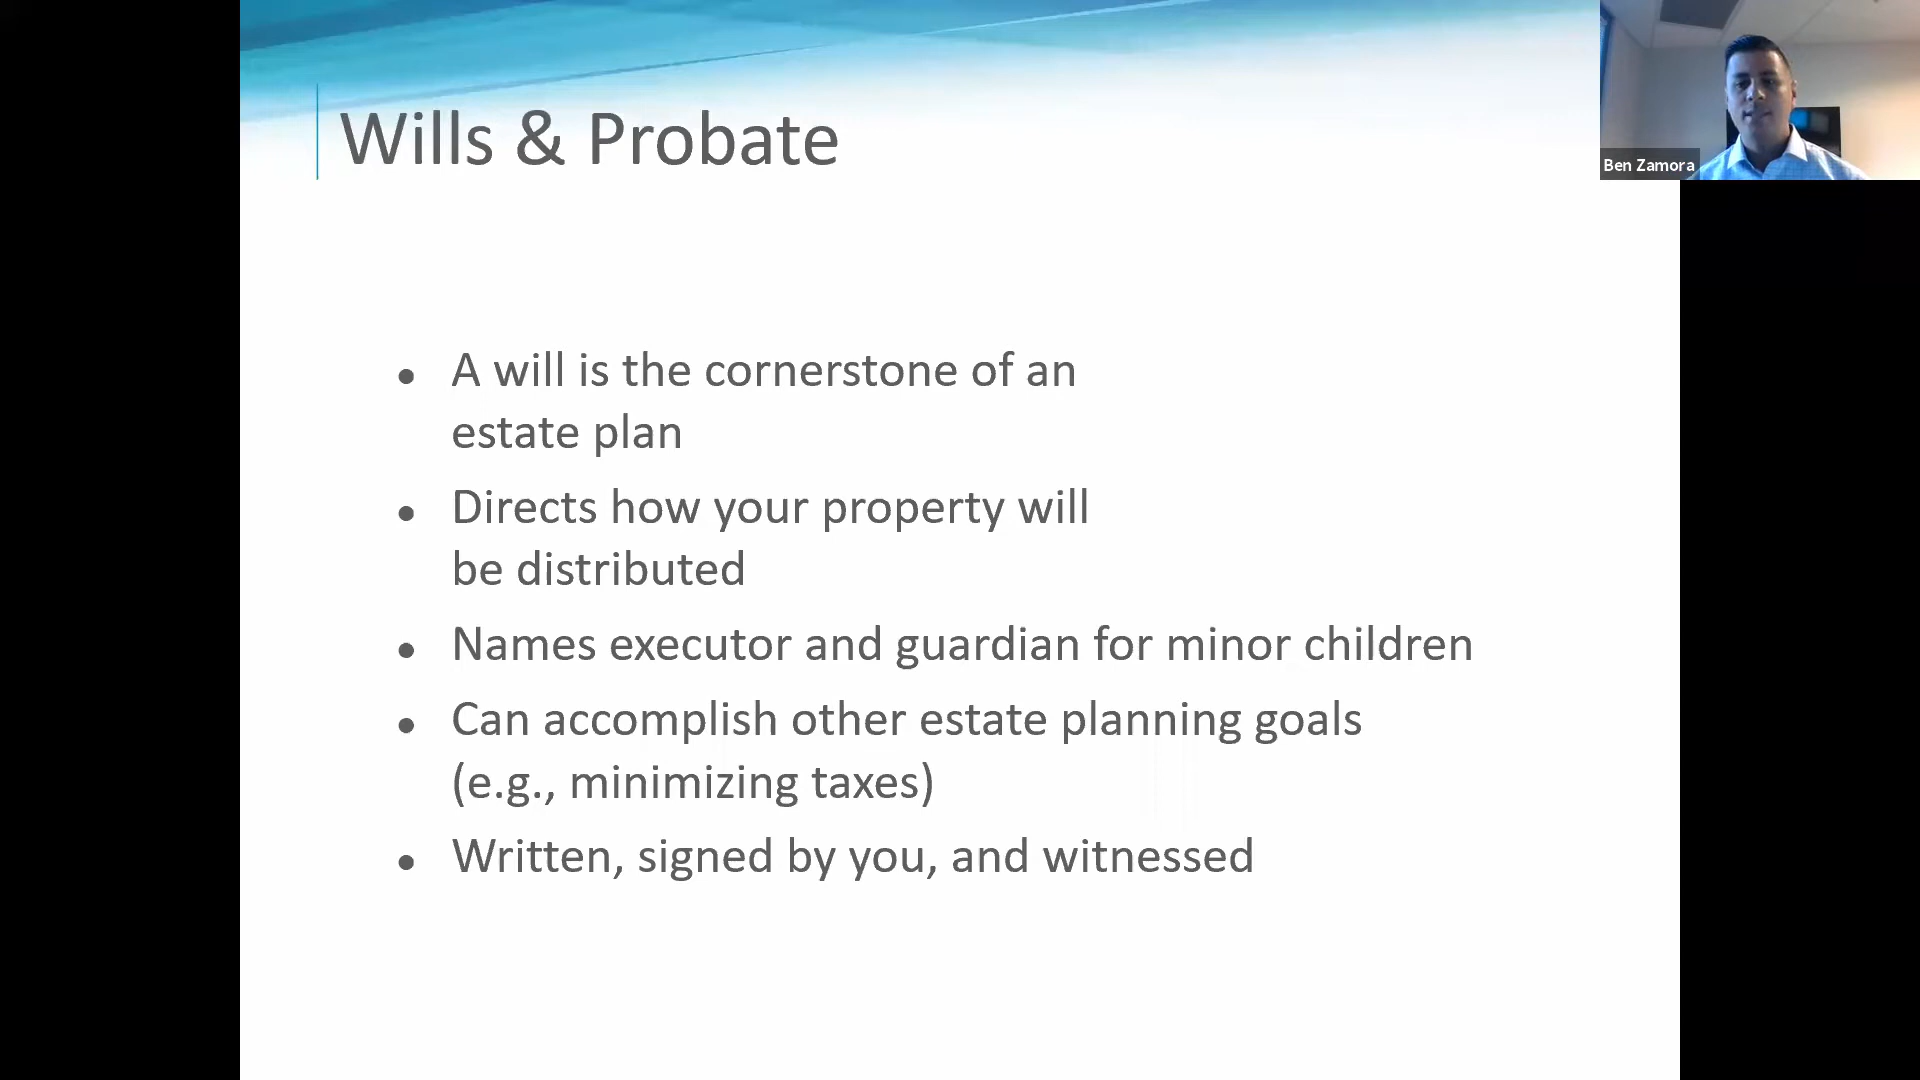 Wills & Probate
Ben Zamora
• A will is the cornerstone of an
estate plan
• Directs how your property will
be distributed
• Names executor and guardian for minor children
• Can accomplish other estate planning goals
(e.g., minimizing taxes)
• Written, signed by you, and witnessed